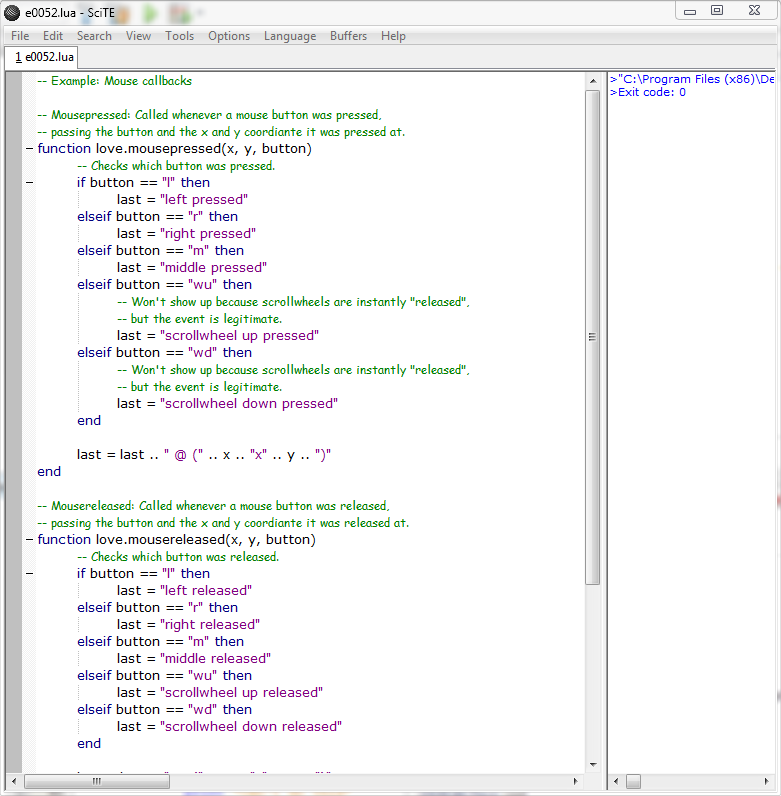 e0052.lua - SciTE
File Edit Search View Tools Options Language Buffers Help
1 e0052.lua
-- Example: Mouse callbacks
-- Mousepressed: Called whenever a mouse button was pressed,
-- passing the button and the x and y coordiante it was pressed at.
function love.mousepressed(x, y, button)
-- Checks which button was pressed.
if button == "l" then
last = "left pressed"
elseif button == "r" then
last = "right pressed"
elseif button == "m" then
last = "middle pressed"
elseif button == "wu" then
-- Won't show up because scrollwheels are instantly "released",
-- but the event is legitimate.
last = "scrollwheel up pressed"
elseif button == "wd" then
-- Won't show up because scrollwheels are instantly "released",
-- but the event is legitimate.
last = "scrollwheel down pressed"
end
last = last .. " @ (" .. x .. "x" .. y .. ")"
end
-- Mousereleased: Called whenever a mouse button was released,
-- passing the button and the x and y coordiante it was released at.
function love.mousereleased(x, y, button)
-- Checks which button was released.
if button == "l" then
last = "left released"
elseif button == "r" then
last = "right released"
elseif button == "m" then
last = "middle released"
elseif button == "wu" then
last = "scrollwheel up released"
elseif button == "wd" then
last = "scrollwheel down released"
end
>"C:\Program Files (x86)\De
>Exit code: 0